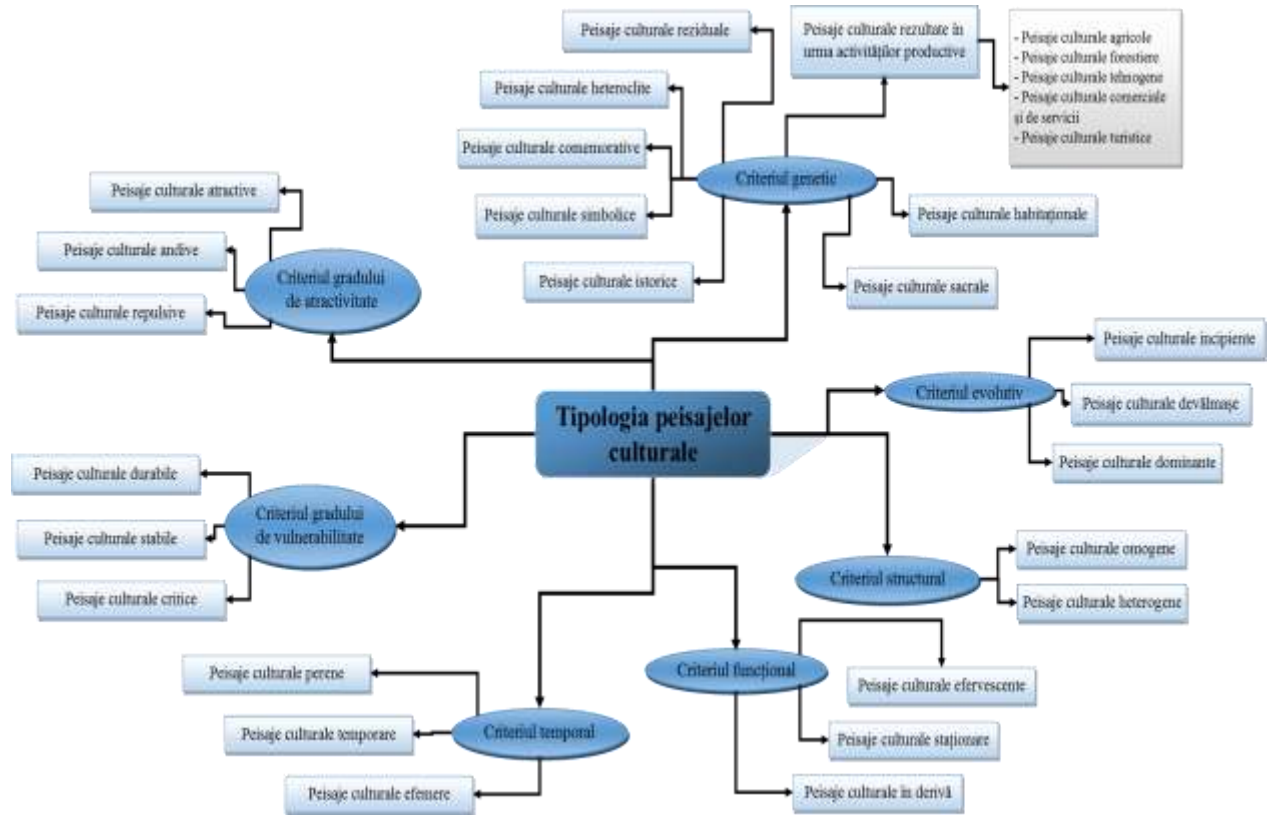 Peisaje culturale reziduale
Peisaje culturale rezultate în
urma activităților productive
- Peisaje culturale agricole
- Peisaje culturale forestiere
- Peisaje culturale tehnogene
- Peisaje culturale comerciale
și de servicii
- Peisaje culturale turistice
Peisaje culturale heteroclite
Peisaje culturale comemorative
Criteriul genetic
Peisaje culturale simbolice
Peisaje culturale habitaționale
Peisaje culturale istorice
Peisaje culturale sacrale
Peisaje culturale atractive
Peisaje culturale andive
Criteriul gradului
de atractivitate
Peisaje culturale repulsive
Tipologia peisajelor
culturale
Criteriul evolutiv
Peisaje culturale incipiente
Peisaje culturale devălmașe
Peisaje culturale dominante
Peisaje culturale durabile
Criteriul gradului
de vulnerabilitate
Peisaje culturale stabile
Peisaje culturale critice
Criteriul structural
Peisaje culturale omogene
Peisaje culturale heterogene
Criteriul funcțional
Peisaje culturale efervescente
Peisaje culturale staționare
Peisaje culturale în derivă
Peisaje culturale perene
Criteriul temporal
Peisaje culturale temporare
Peisaje culturale efemere